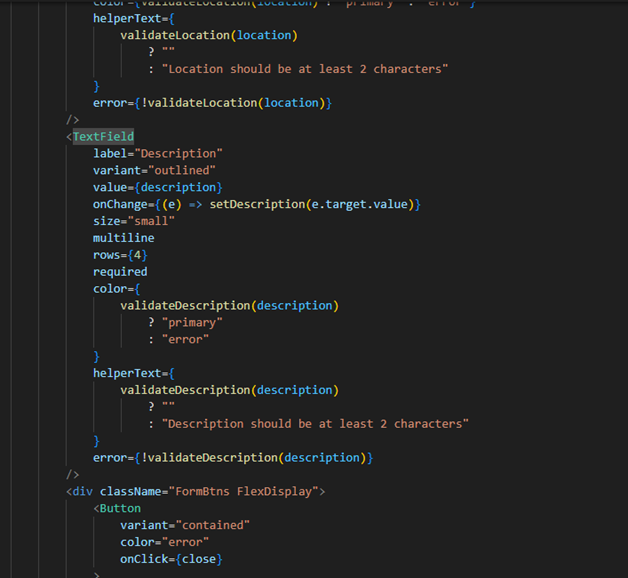 color={validateLocation(location) ? "primary" : "error"}
helperText={
validateLocation(location)
? ""
: "Location should be at least 2 characters"
}
error={!validateLocation(location)}
/>
<TextField
label="Description"
variant="outlined"
value={description}
onChange={(e) => setDescription(e.target.value)}
size="small"
multiline
rows={4}
required
color={
validateDescription(description)
? "primary"
: "error"
}
helperText={
validateDescription(description)
? ""
: "Description should be at least 2 characters"
}
error={!validateDescription(description)}
/>
<div className="FormBtns FlexDisplay">
<Button
variant="contained"
color="error"
onClick={close}
>